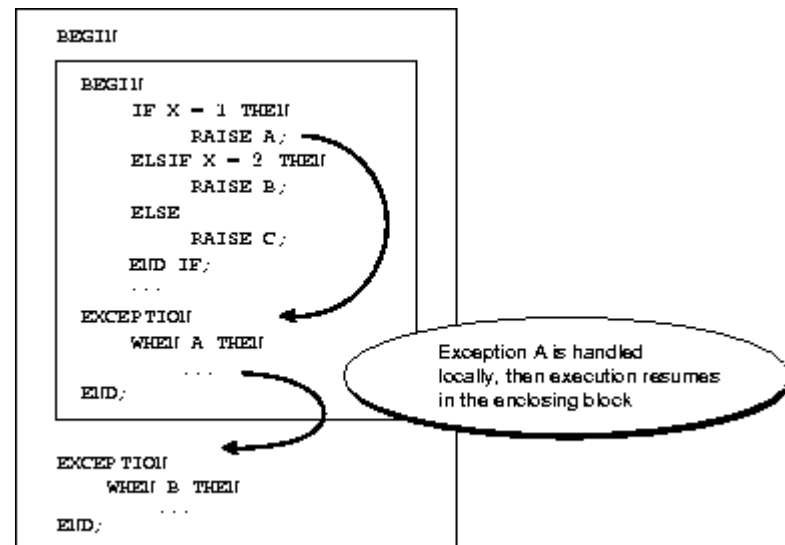 BEGIN
BEGIN
IF X = 1 THEN
RAISE A;
ELSIF X = 2 THEN
RAISE B;
ELSE
RAISE C;
END IF;
...
EXCEPTION
WHEN A THEN
...
END;
Exception A is handled
locally, then execution resumes
in the enclosing block
EXCEPTION
WHEN B THEN
...
END;